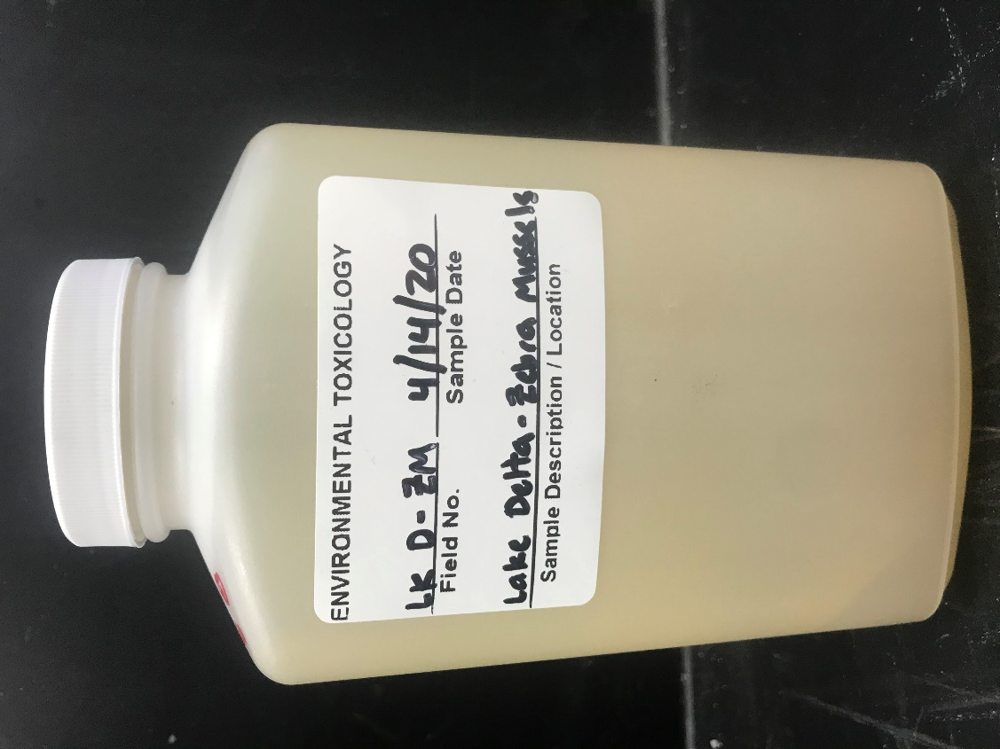 ENVIRONMENTAL TOXICOLOGY
LK D-ZM 4/14/20
Field No. Sample Date
Lake Delta-Zebra Mussels
Sample Description / Location